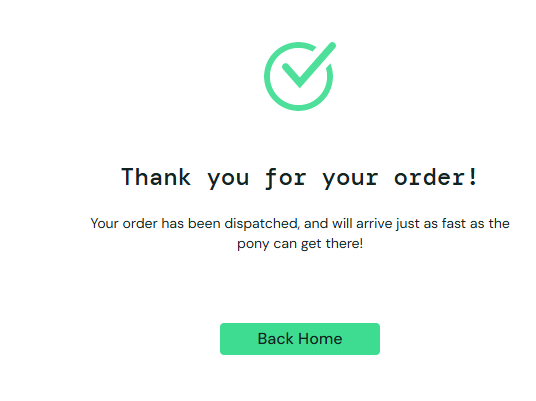 Thank you for your order!
Your order has been dispatched, and will arrive just as fast as the
pony can get there!
Back Home